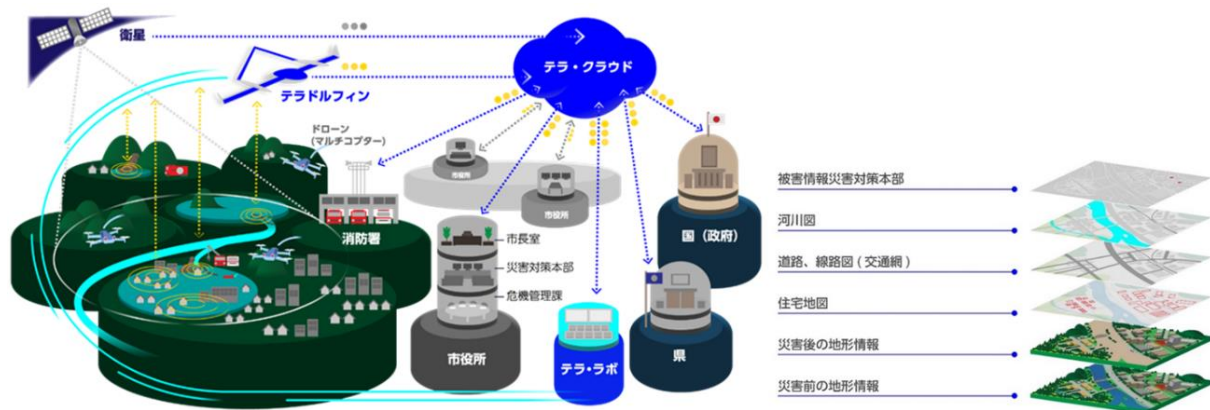 衛星
テラ・クラウド
テラドルフィン
ドローン
(マルチコプター)
市役所
市役所
消防署
国（政府）
市長室
災害対策本部
危機管理課
市役所
テラ・ラボ
県
被害情報災害対策本部
河川図
道路、線路図 ( 交通網 )
住宅地図
災害後の地形情報
災害前の地形情報